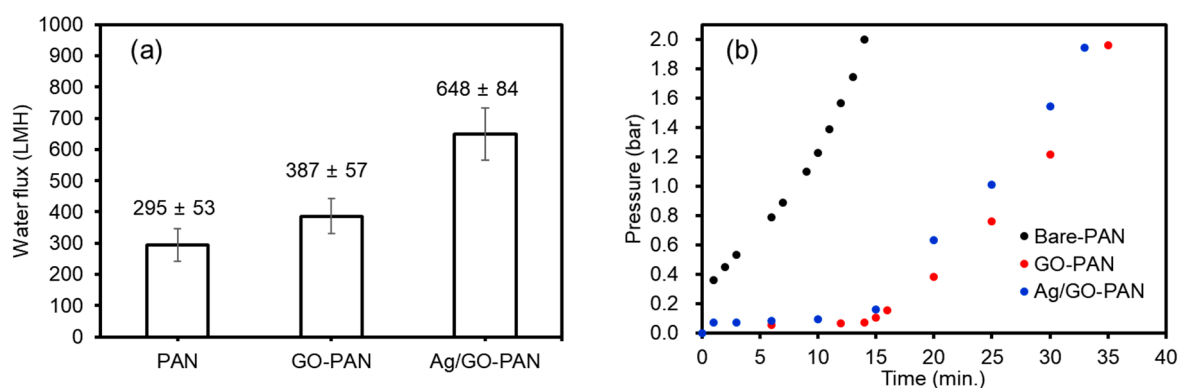 (a)
Water flux (LMH)
1000
900
800
700
600
500
400
300
200
100
0
295 ± 53
387 ± 57
648 ± 84
PAN
GO-PAN
Ag/GO-PAN
(b)
Pressure (bar)
2.0
1.8
1.6
1.4
1.2
1.0
0.8
0.6
0.4
0.2
0.0
Bare-PAN
GO-PAN
Ag/GO-PAN
0 5 10 15 20 25 30 35 40
Time (min.)